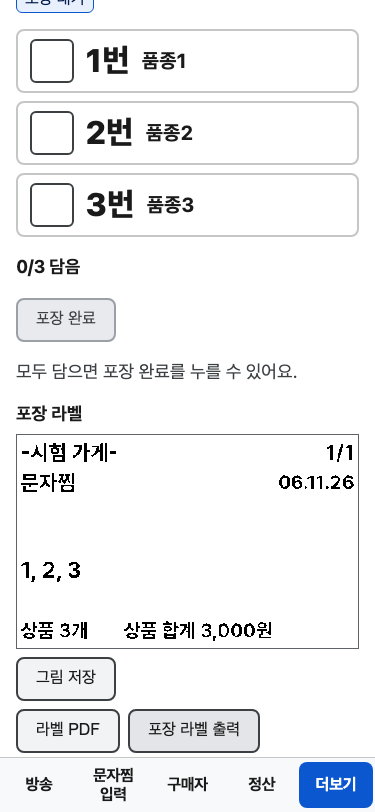 1번 품종1
2번 품종2
3번 품종3
0/3 담음
포장 완료
모두 담으면 포장 완료를 누를 수 있어요.
포장 라벨
-시험 가게- 1/1
문자찜 06.11.26
1, 2, 3
상품 3개 상품 합계 3,000원
그림 저장
라벨 PDF 포장 라벨 출력
방송 문자찜 입력 구매자 정산 더보기